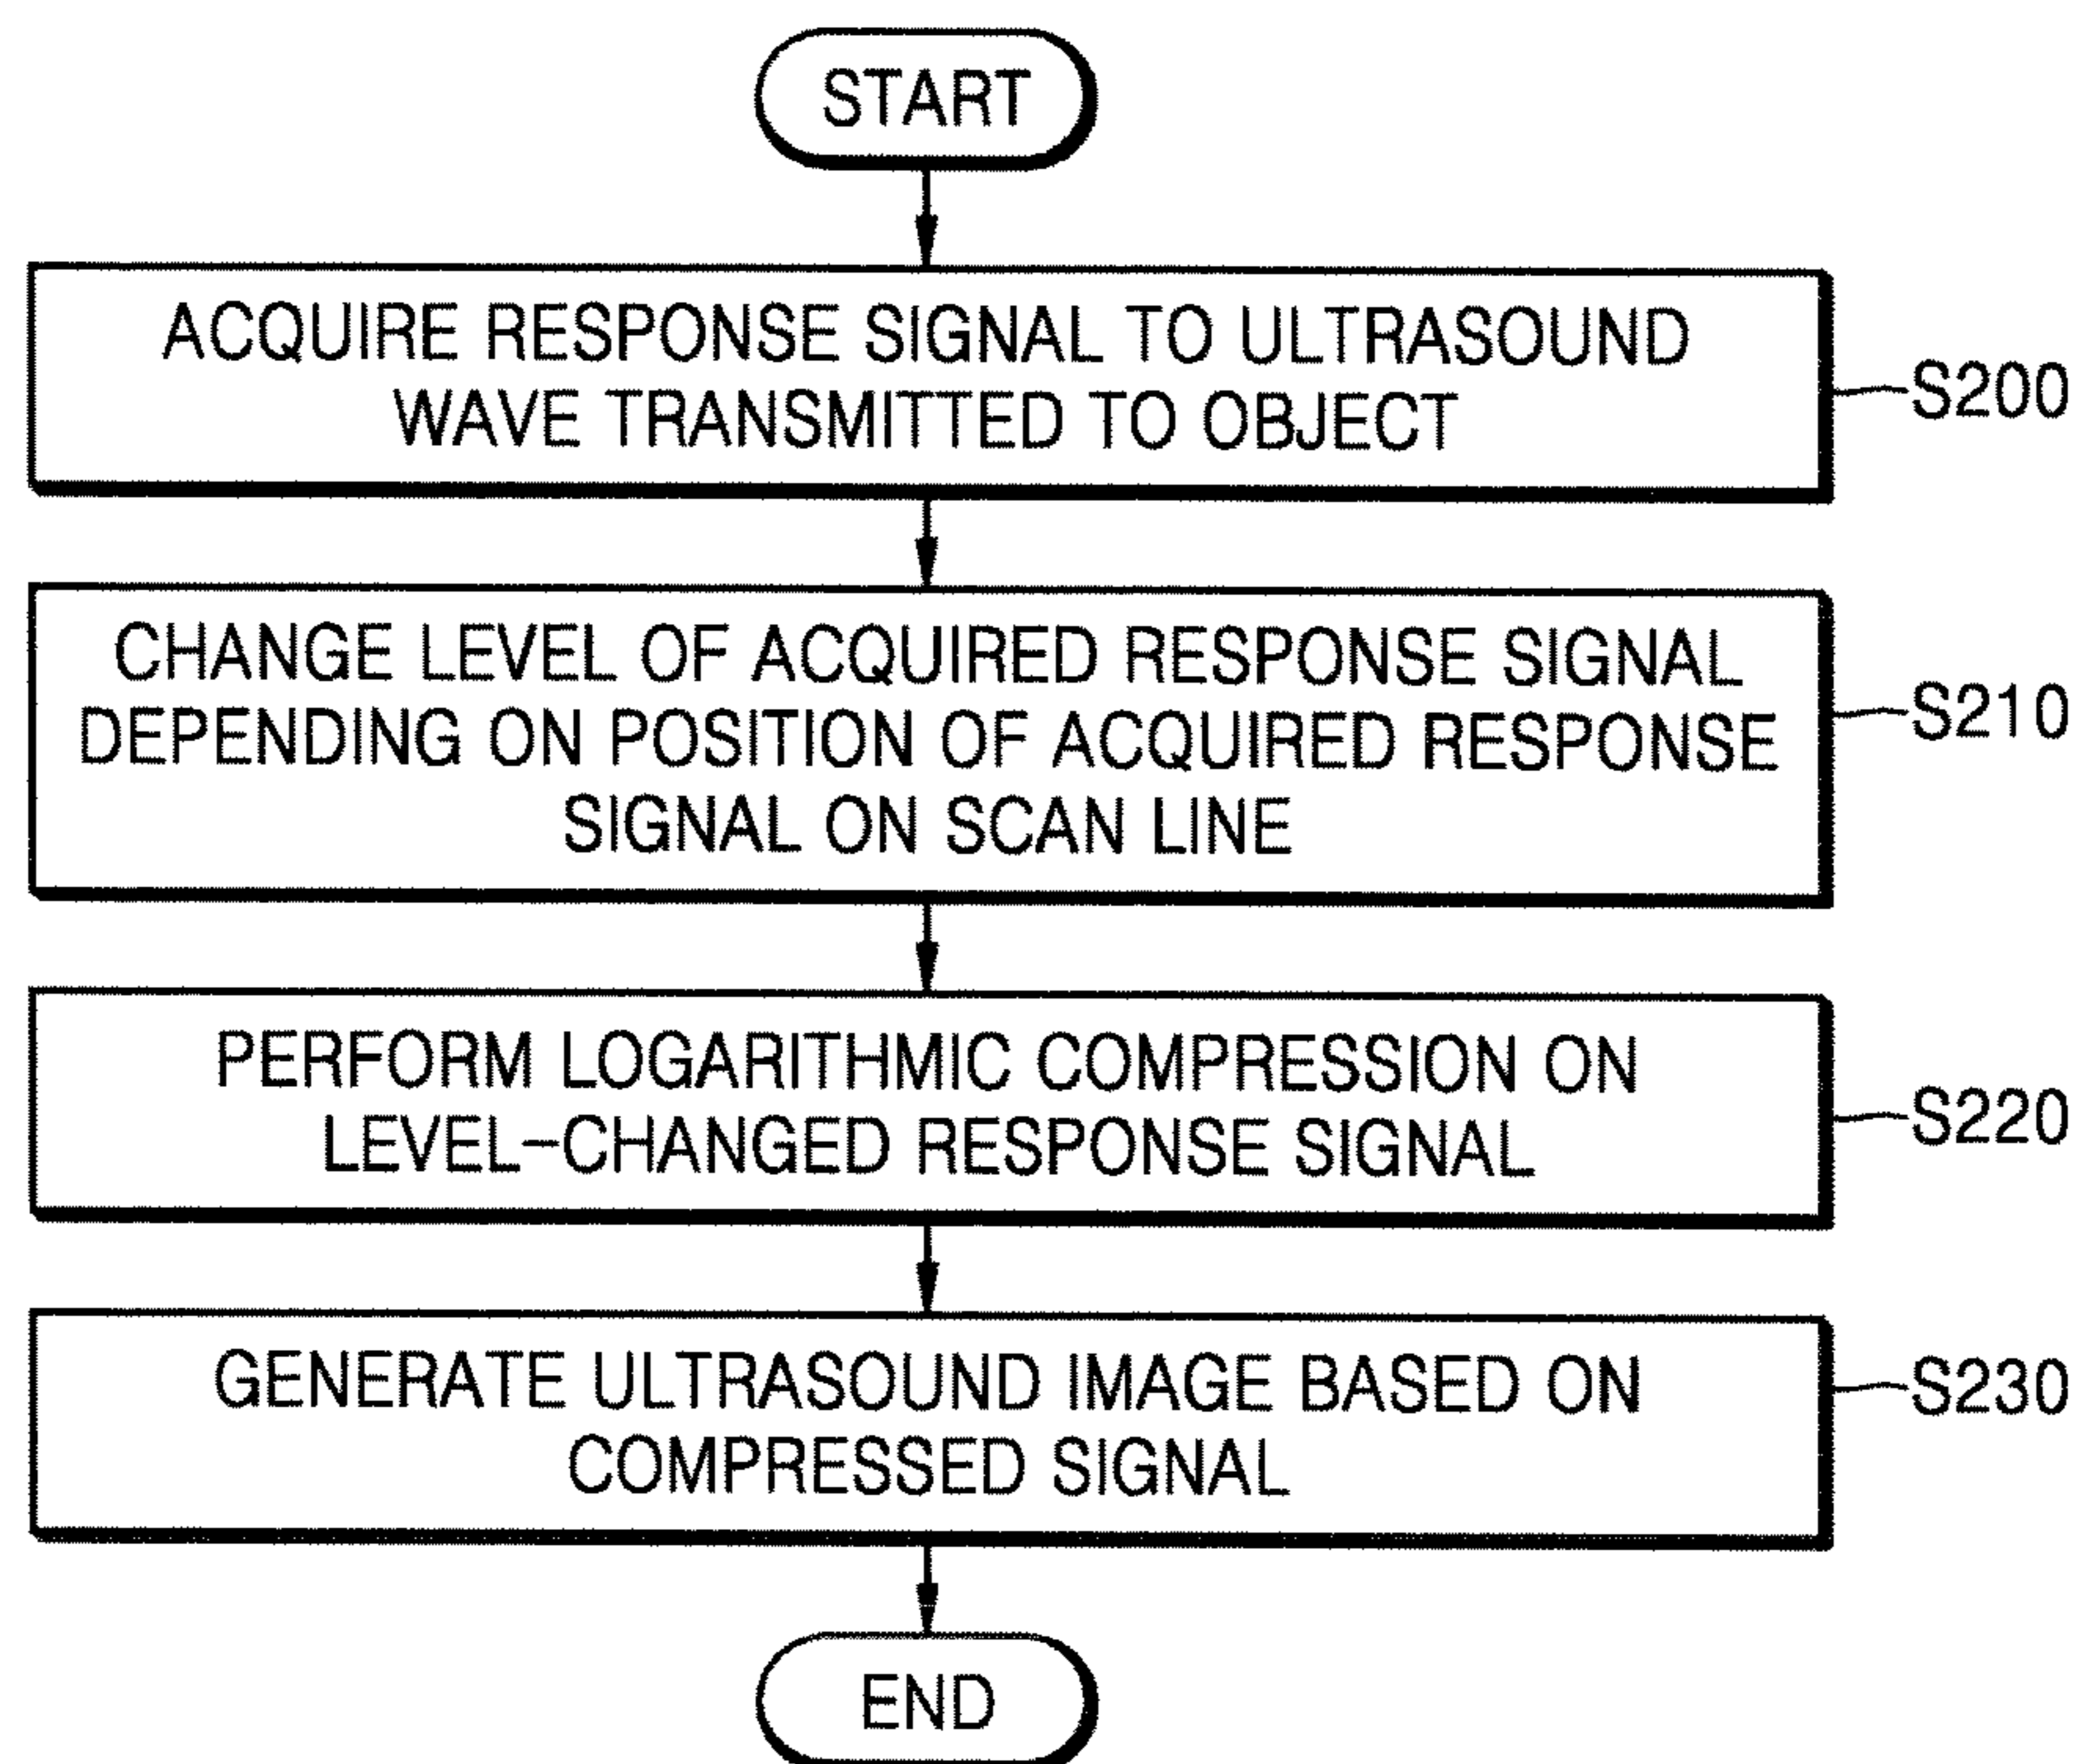 START
ACQUIRE RESPONSE SIGNAL TO ULTRASOUND
WAVE TRANSMITTED TO OBJECT
S200
CHANGE LEVEL OF ACQUIRED RESPONSE SIGNAL
DEPENDING ON POSITION OF ACQUIRED RESPONSE
SIGNAL ON SCAN LINE
S210
PERFORM LOGARITHMIC COMPRESSION ON
LEVEL-CHANGED RESPONSE SIGNAL
S220
GENERATE ULTRASOUND IMAGE BASED ON
COMPRESSED SIGNAL
S230
END